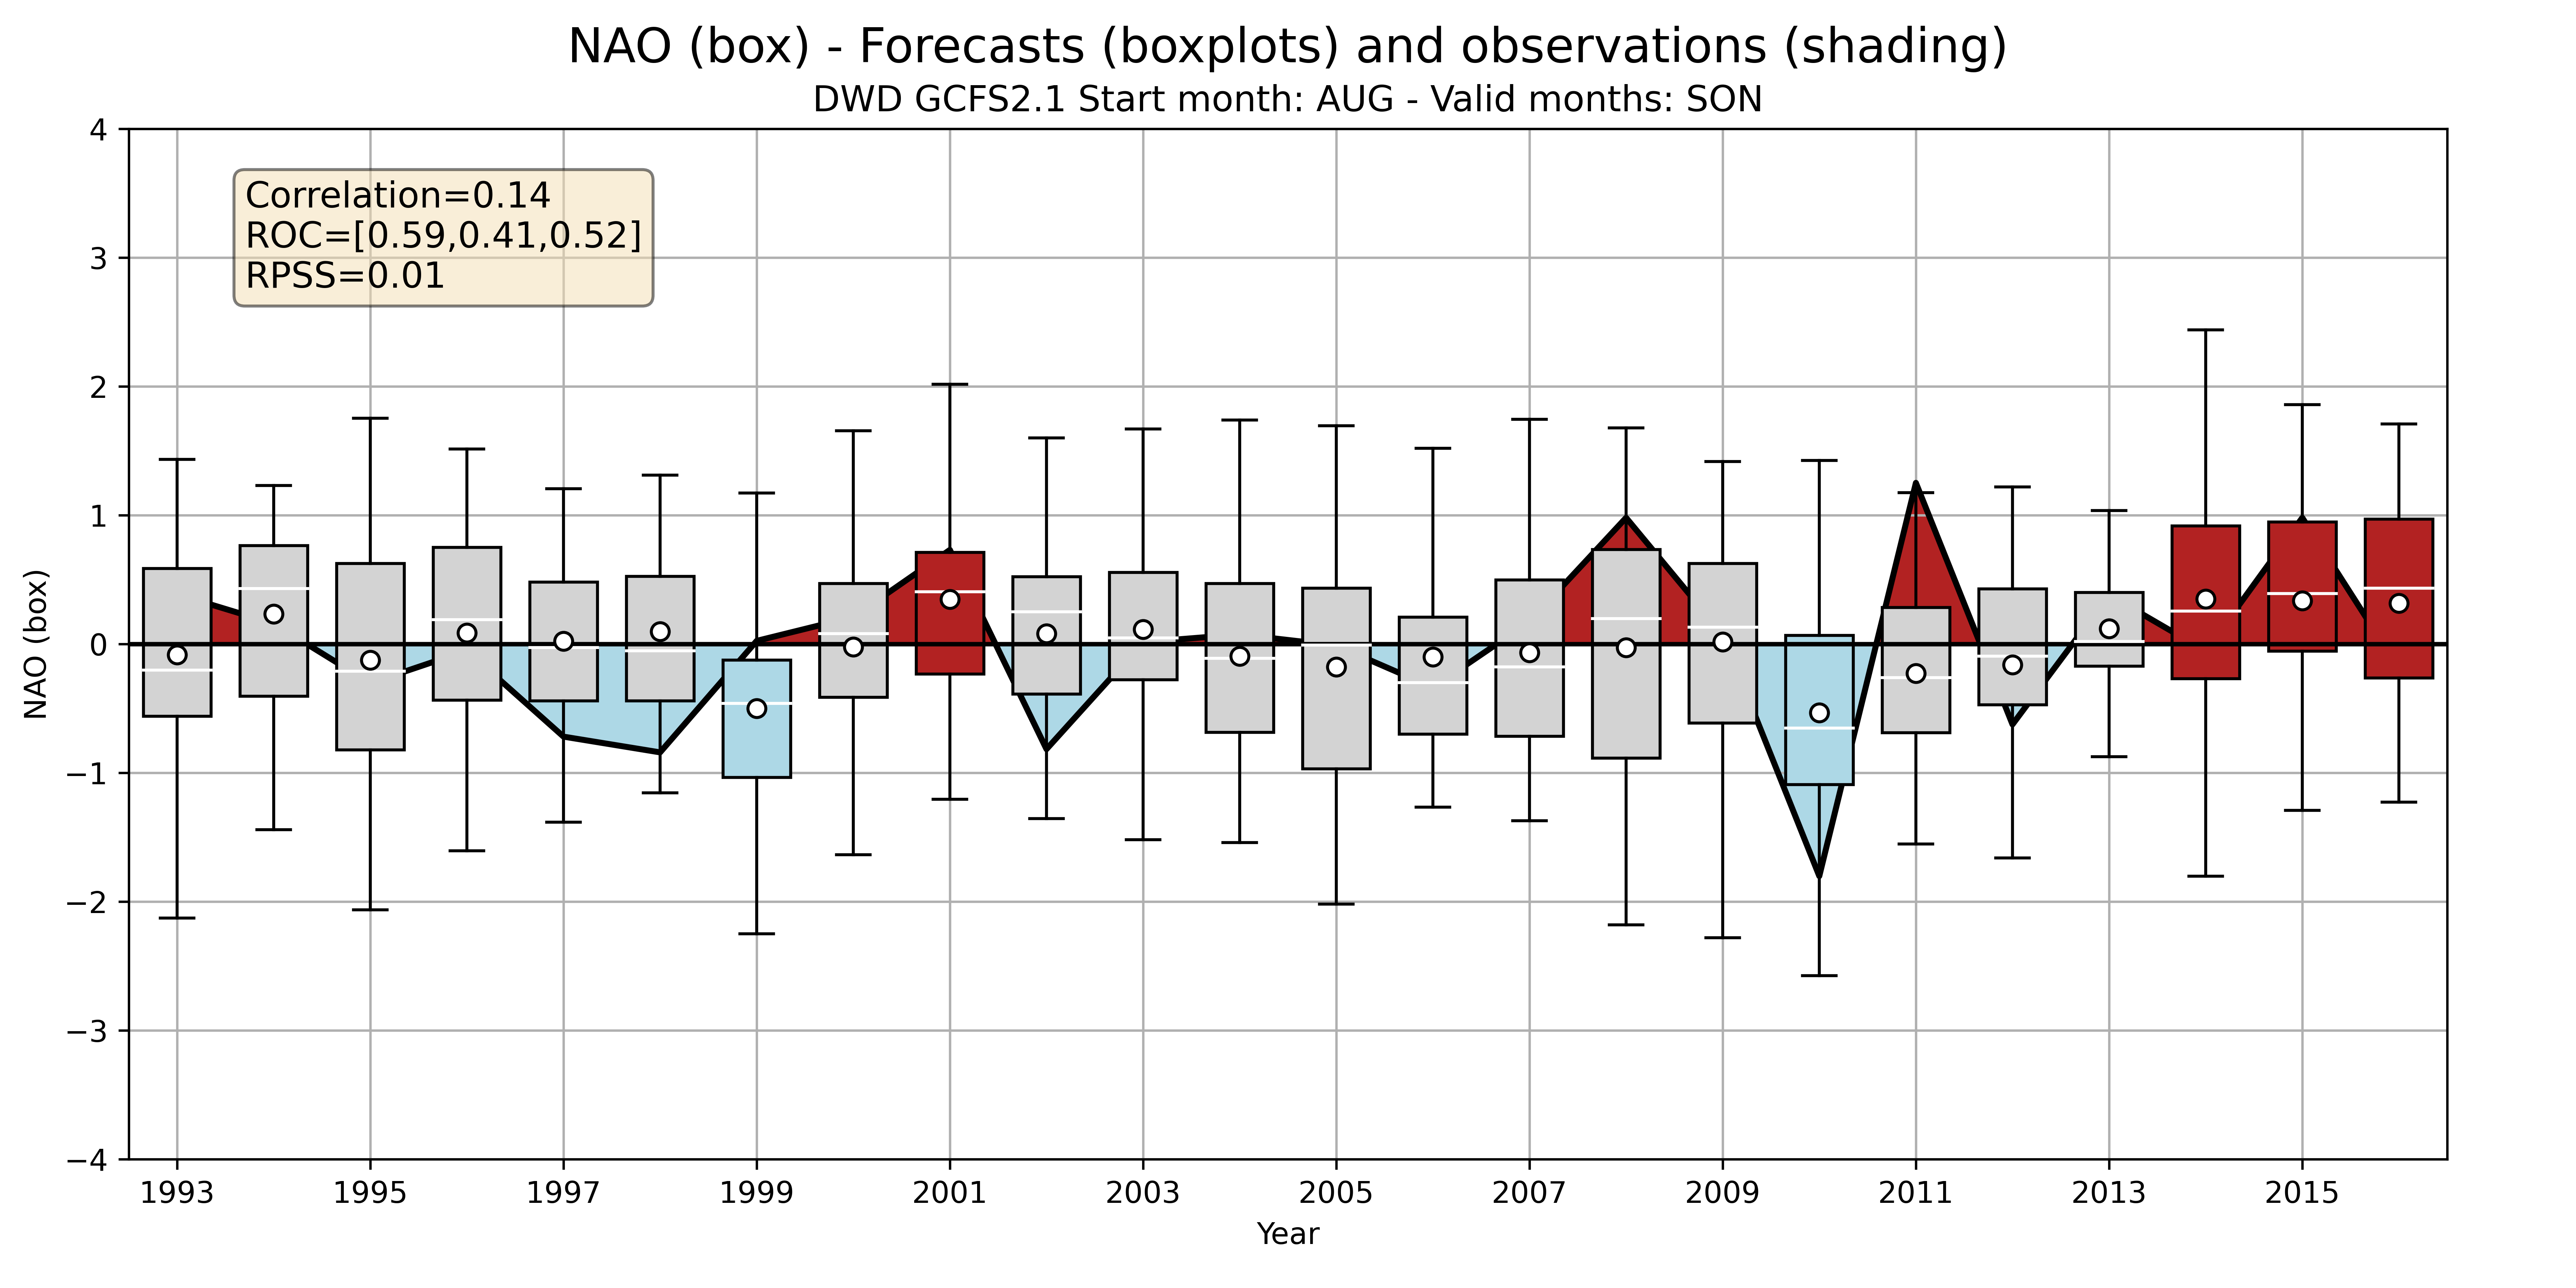 NAO (box) - Forecasts (boxplots) and observations (shading)
DWD GCFS2.1 Start month: AUG - Valid months: SON
Correlation=0.14
ROC=[0.59,0.41,0.52]
RPSS=0.01
NAO (box)
4
3
2
1
0
−1
−2
−3
−4
1993 1995 1997 1999 2001 2003 2005 2007 2009 2011 2013 2015
Year